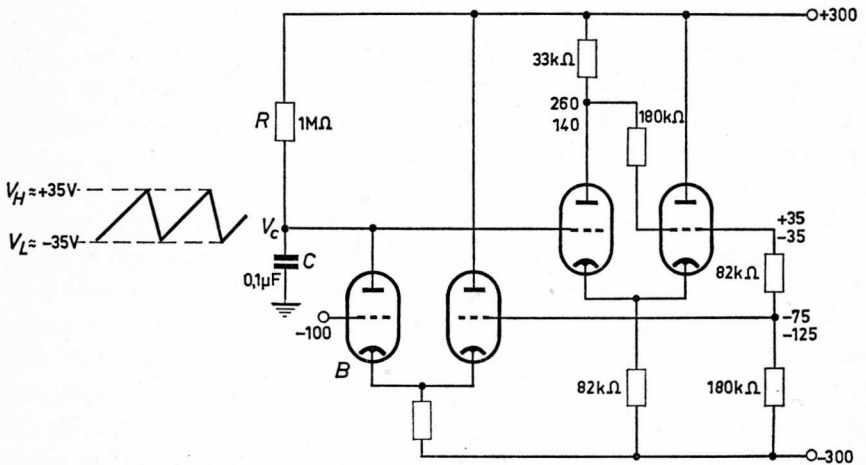 +300
33kΩ
R
1MΩ
260
140
180kΩ
V_H≈+35V
V_L≈-35V
V_C
C
0,1µF
+35
-35
82kΩ
-100
-75
-125
B
82kΩ
180kΩ
-300